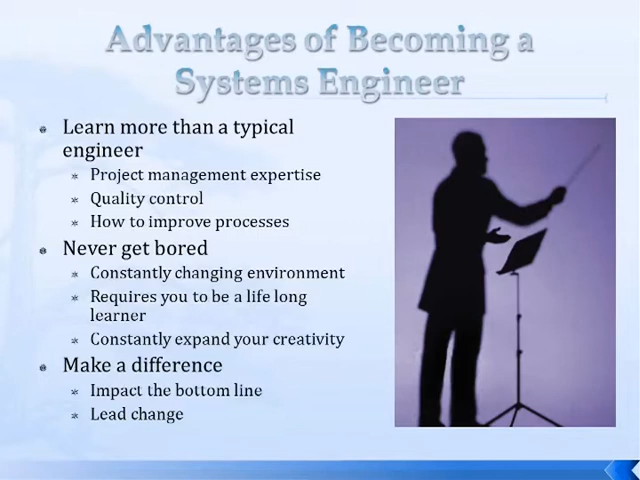 Advantages of Becoming a
Systems Engineer
Learn more than a typical
engineer
Project management expertise
Quality control
How to improve processes
Never get bored
Constantly changing environment
Requires you to be a life long
learner
Constantly expand your creativity
Make a difference
Impact the bottom line
Lead change